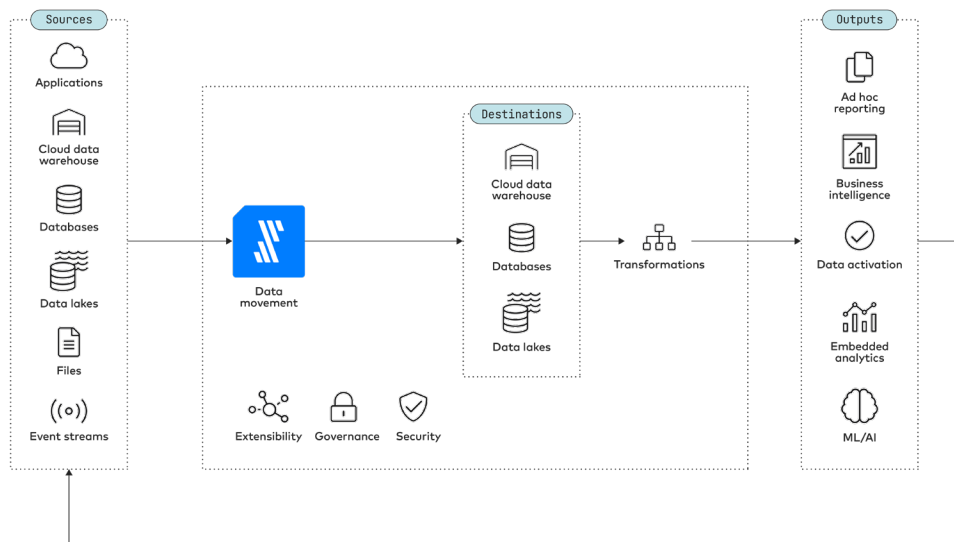 Sources
Applications
Cloud data
warehouse
Databases
Data lakes
Files
Event streams
Data
movement
Extensibility
Governance
Security
Destinations
Cloud data
warehouse
Databases
Data lakes
Transformations
Outputs
Ad hoc
reporting
Business
intelligence
Data activation
Embedded
analytics
ML/AI